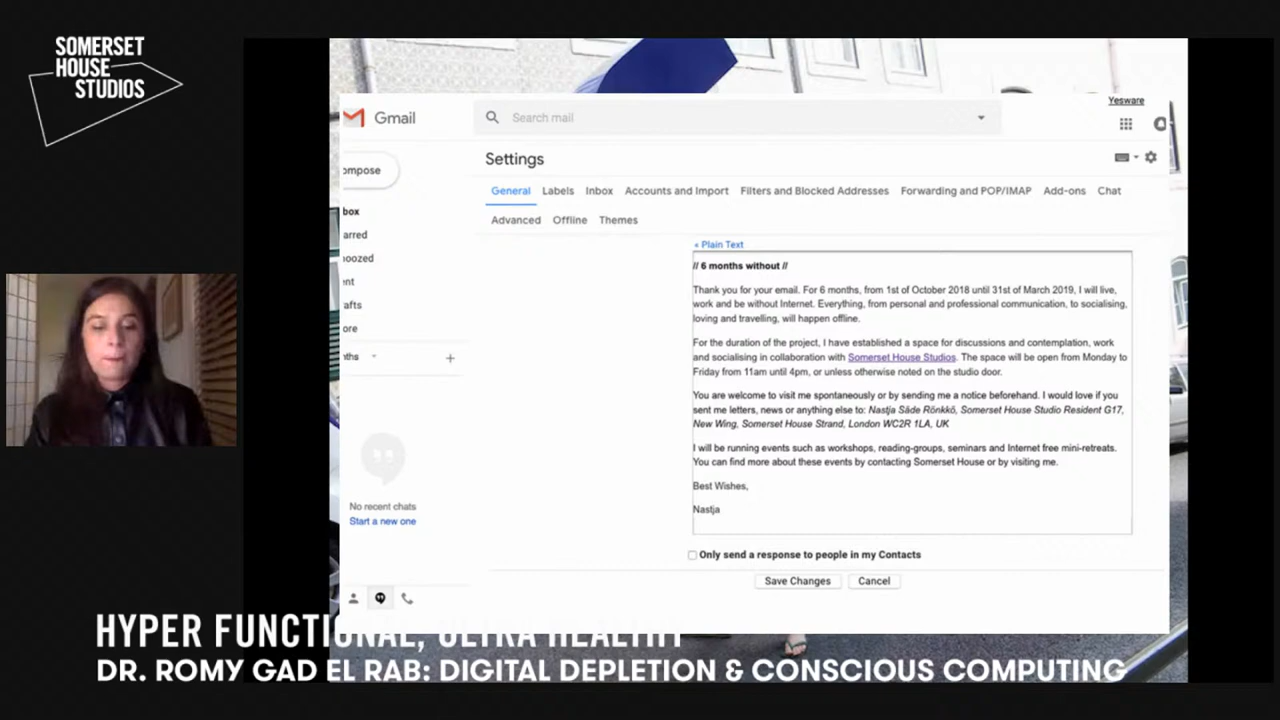 SOMERSET
HOUSE
STUDIOS
Yesware
Gmail
Search mail
ompose
Settings
General Labels Inbox Accounts and Import Filters and Blocked Addresses Forwarding and POP/IMAP Add-ons Chat
Advanced Offline Themes
box
arred
oozed
ent
afts
ore
ths
« Plain Text
// 6 months without //
Thank you for your email. For 6 months, from 1st of October 2018 until 31st of March 2019, I will live,
work and be without Internet. Everything, from personal and professional communication, to socialising,
loving and travelling, will happen offline.
For the duration of the project, I have established a space for discussions and contemplation, work
and socialising in collaboration with Somerset House Studios. The space will be open from Monday to
Friday from 11am until 4pm, or unless otherwise noted on the studio door.
You are welcome to visit me spontaneously or by sending me a notice beforehand. I would love if you
sent me letters, news or anything else to: Nastja Säde Rönkkö, Somerset House Studio Resident G17,
New Wing, Somerset House Strand, London WC2R 1LA, UK
I will be running events such as workshops, reading-groups, seminars and Internet free mini-retreats.
You can find more about these events by contacting Somerset House or by visiting me.
Best Wishes,
Nastja
No recent chats
Start a new one
Only send a response to people in my Contacts
Save Changes Cancel
HYPER FUNCTIONAL, ULTRA HEALTHY
DR. ROMY GAD EL RAB: DIGITAL DEPLETION & CONSCIOUS COMPUTING